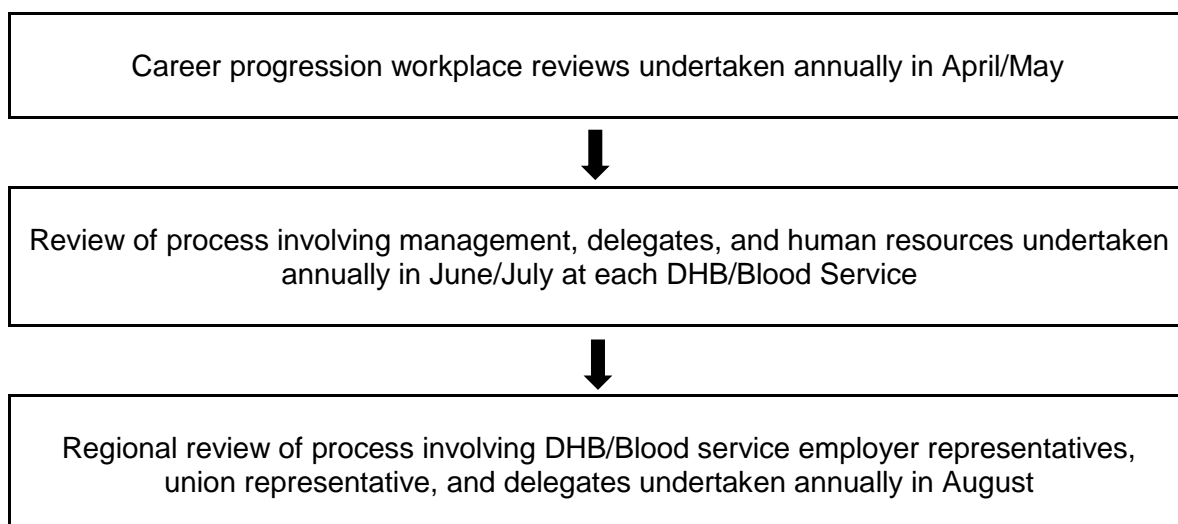 Career progression workplace reviews undertaken annually in April/May
Review of process involving management, delegates, and human resources undertaken
annually in June/July at each DHB/Blood Service
Regional review of process involving DHB/Blood service employer representatives,
union representative, and delegates undertaken annually in August